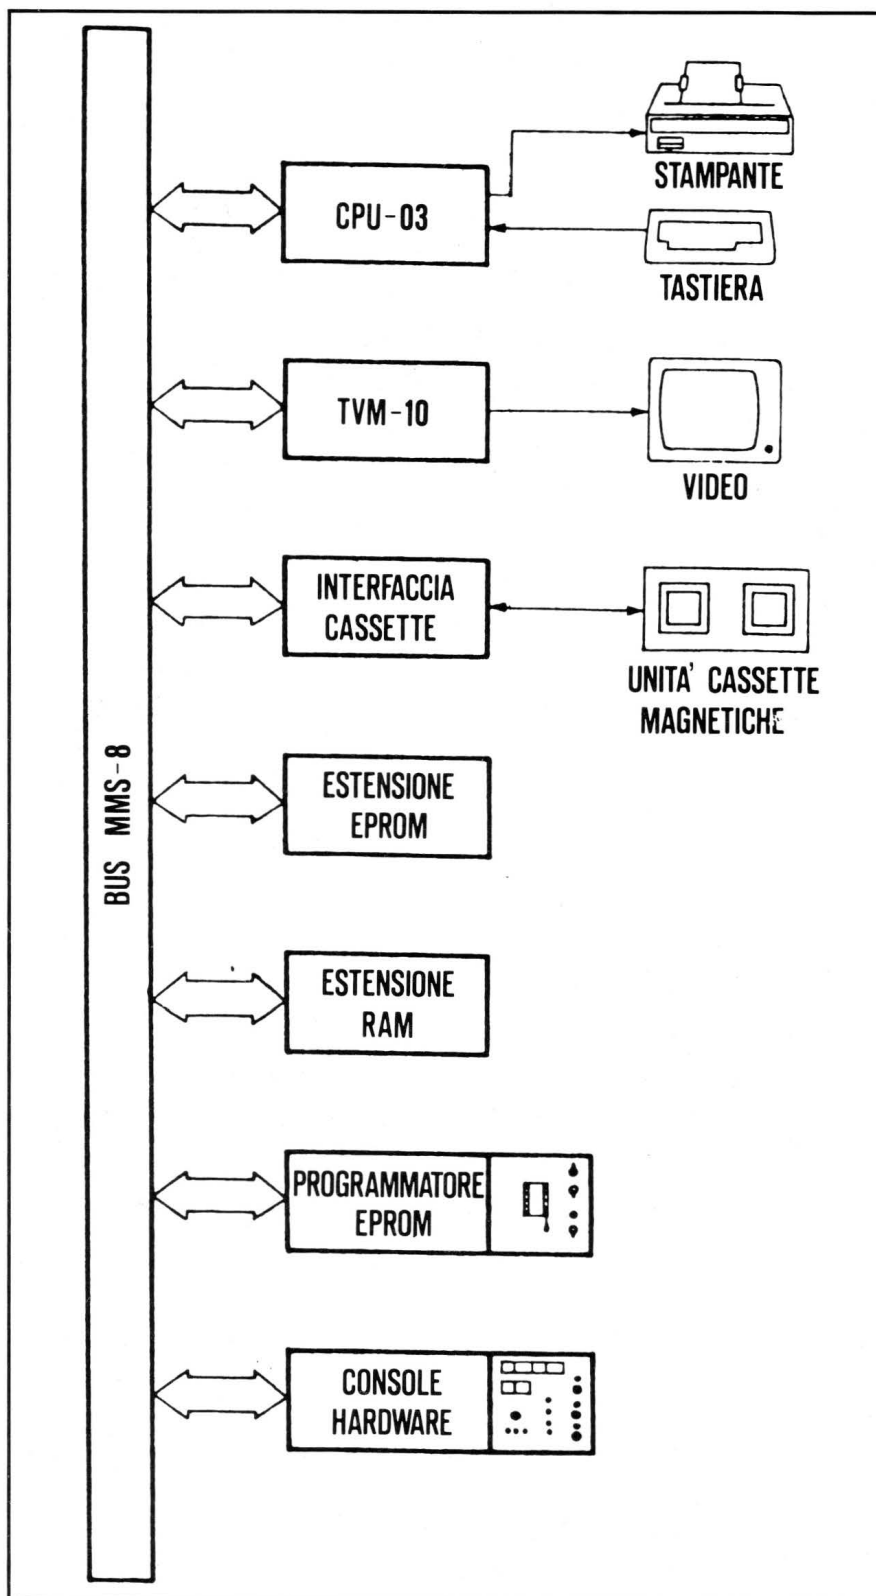 BUS MMS-8
CPU-03
STAMPANTE
TASTIERA
TVM-10
VIDEO
INTERFACCIA
CASSETTE
UNITA' CASSETTE
MAGNETICHE
ESTENSIONE
EPROM
ESTENSIONE
RAM
PROGRAMMATORE
EPROM
CONSOLE
HARDWARE